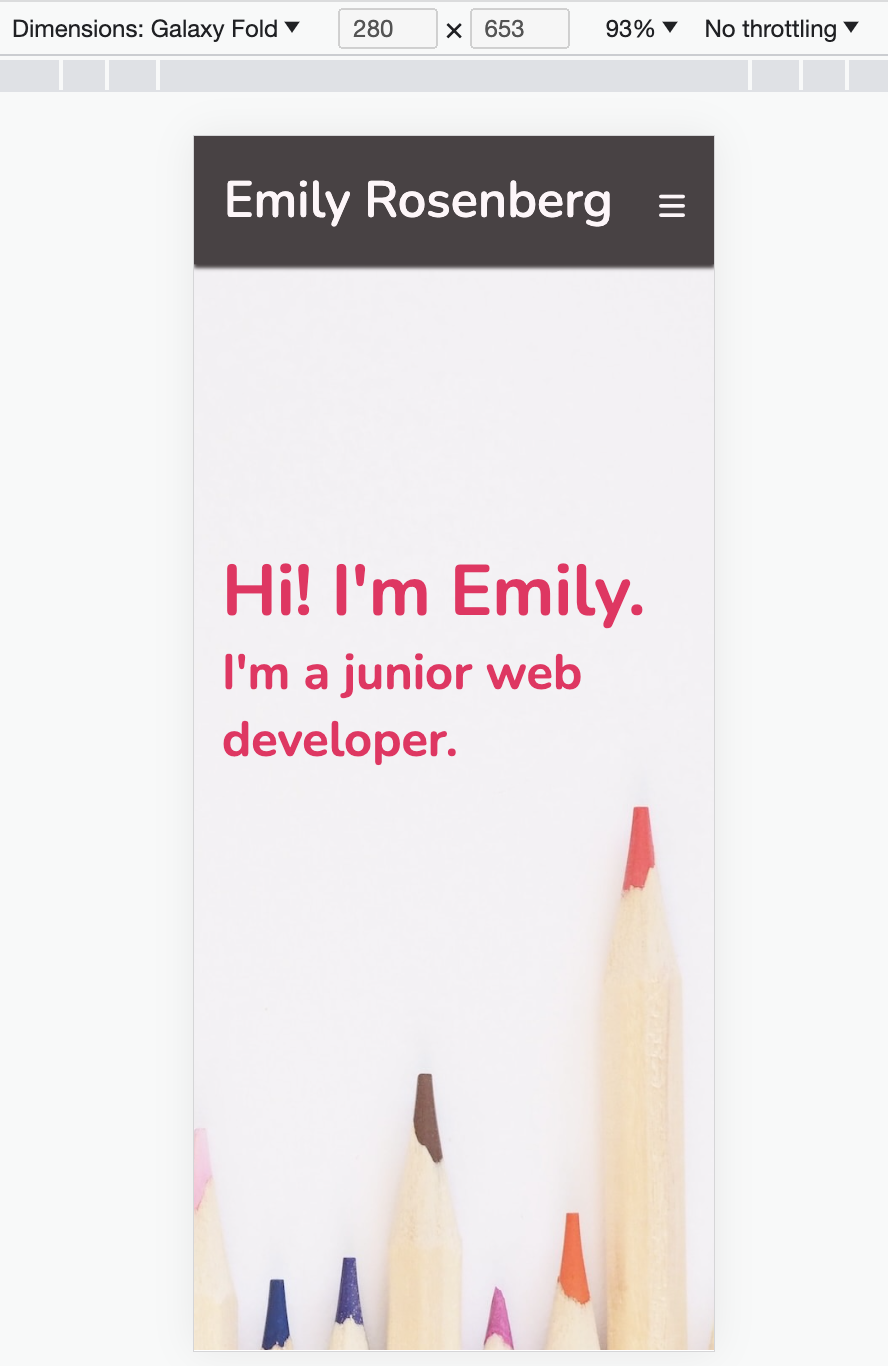 Dimensions: Galaxy Fold ▼ 280 × 653 93% ▼ No throttling ▼
Emily Rosenberg
Hi! I'm Emily.
I'm a junior web
developer.